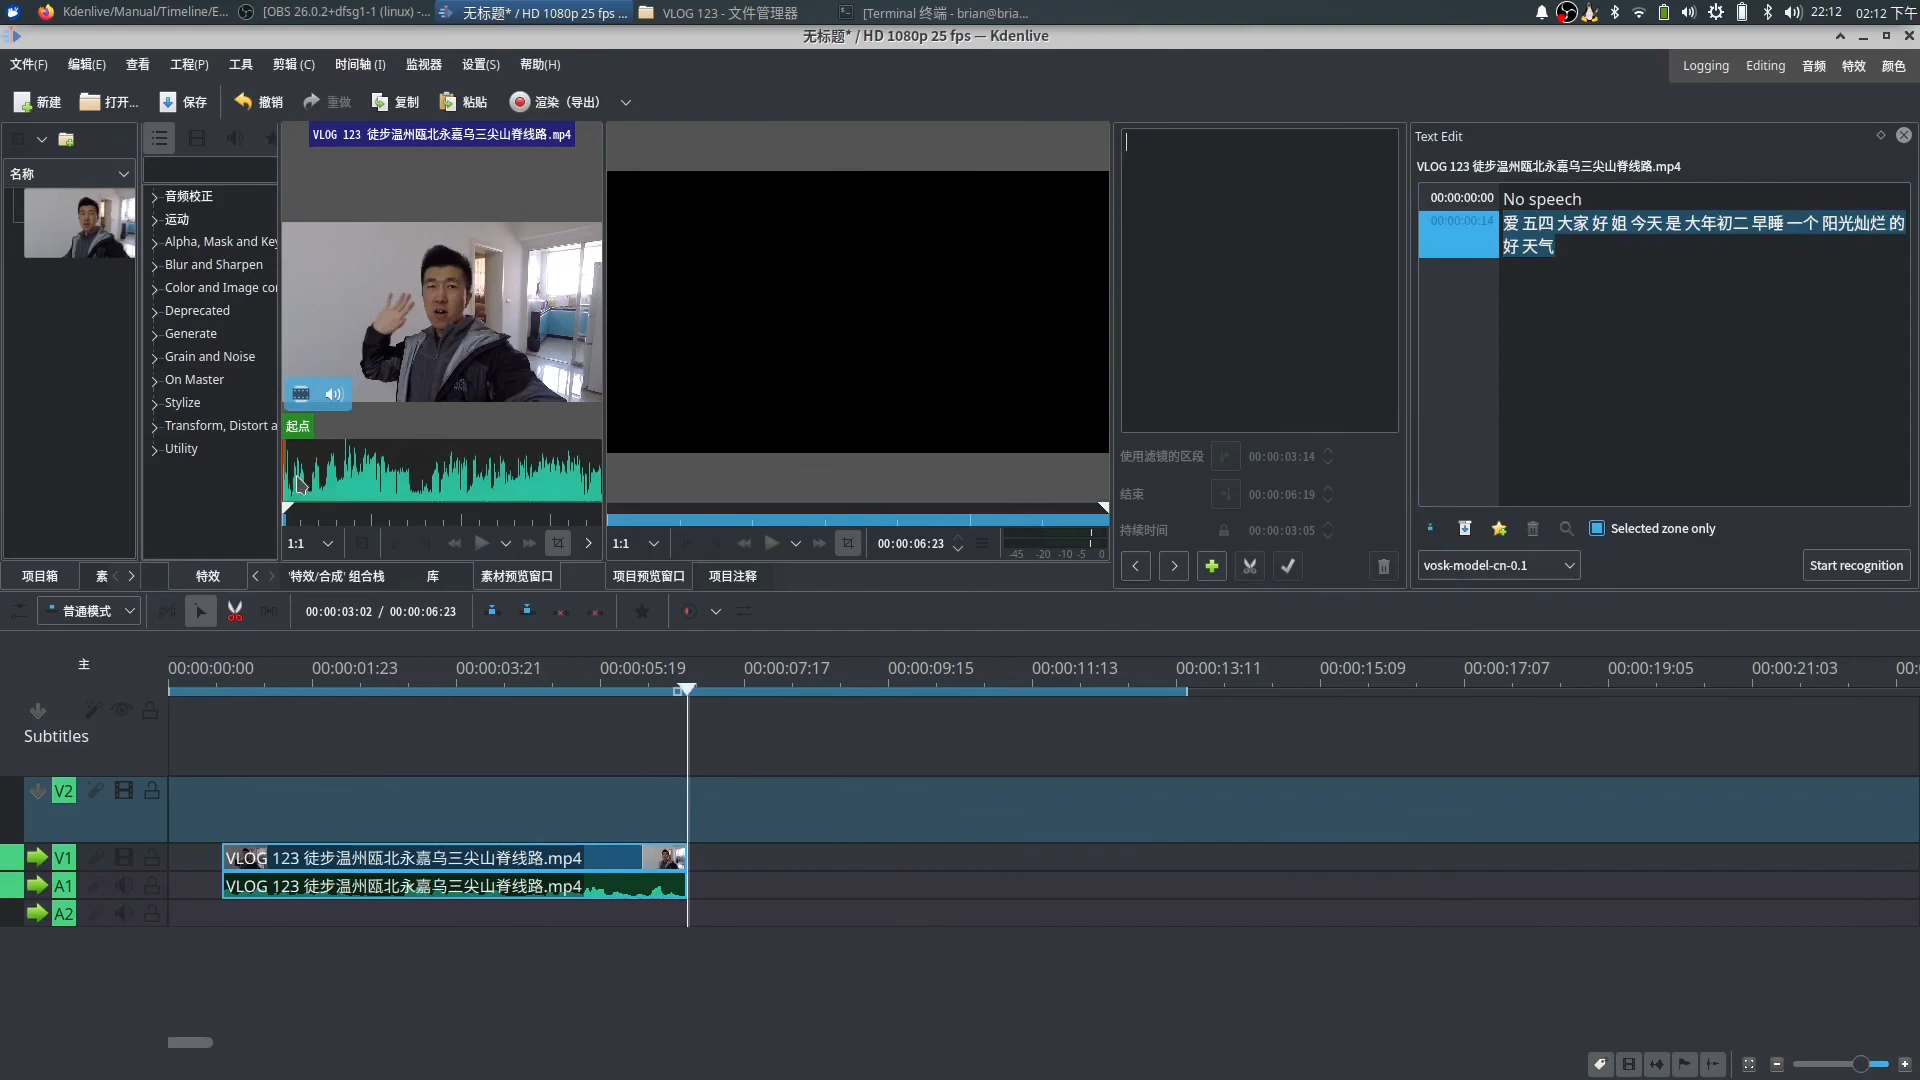 Kdenlive/Manual/Timeline/E... [OBS 26.0.2+dfsg1-1 (linux) -... 无标题* / HD 1080p 25 fps ... VLOG 123 - 文件管理器 [Terminal 终端 - brian@bria... 22:12 02:12 下午
无标题* / HD 1080p 25 fps — Kdenlive
文件(F) 编辑(E) 查看 工程(P) 工具 剪辑 (C) 时间轴 (I) 监视器 设置(S) 帮助(H) Logging Editing 音频 特效 颜色
新建 打开... 保存 撤销 重做 复制 粘贴 渲染（导出）
VLOG 123 徒步温州瓯北永嘉乌三尖山脊线路.mp4
Text Edit
VLOG 123 徒步温州瓯北永嘉乌三尖山脊线路.mp4
名称
00:00:00:00 No speech
00:00:00:14 爱 五四 大家 好 姐 今天 是 大年初二 早睡 一个 阳光灿烂 的
好 天气
音频校正
运动
Alpha, Mask and Key
Blur and Sharpen
Color and Image co
Deprecated
Generate
Grain and Noise
On Master
Stylize
Transform, Distort a
Utility
起点
使用滤镜的区段 00:00:03:14
结束 00:00:06:19
持续时间 00:00:03:05
Selected zone only
1:1 1:1 00:00:06:23 -45 -20 -10 -5 0
vosk-model-cn-0.1 Start recognition
项目箱 素 特效 '特效/合成' 组合栈 库 素材预览窗口 项目预览窗口 项目注释
普通模式 00:00:03:02 / 00:00:06:23
主 00:00:00:00 00:00:01:23 00:00:03:21 00:00:05:19 00:00:07:17 00:00:09:15 00:00:11:13 00:00:13:11 00:00:15:09 00:00:17:07 00:00:19:05 00:00:21:03 00:0
Subtitles
V2
V1 VLOG 123 徒步温州瓯北永嘉乌三尖山脊线路.mp4
A1 VLOG 123 徒步温州瓯北永嘉乌三尖山脊线路.mp4
A2